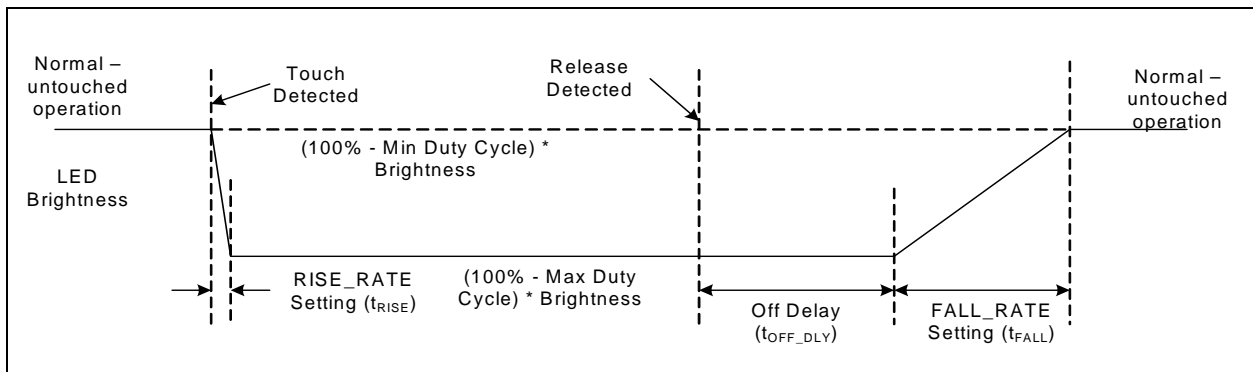 Normal –
untouched
operation
Touch
Detected
Release
Detected
Normal –
untouched
operation
(100% - Min Duty Cycle) *
Brightness
LED
Brightness
RISE_RATE
Setting (tRISE)
(100% - Max Duty
Cycle) * Brightness
Off Delay
(tOFF_DLY)
FALL_RATE
Setting (tFALL)